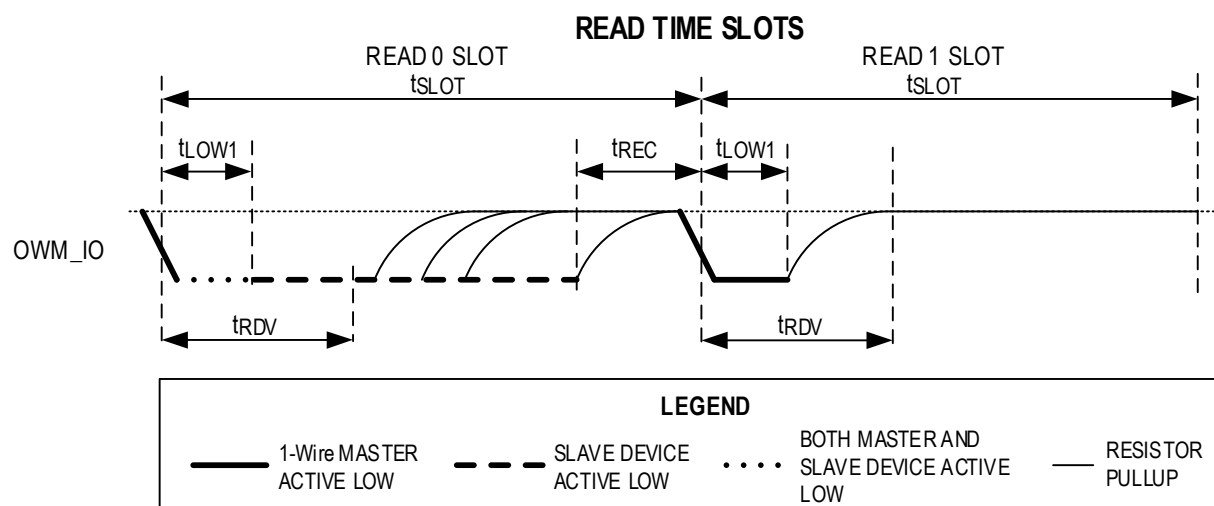 READ TIME SLOTS
READ 0 SLOT
tSLOT
READ 1 SLOT
tSLOT
tLOW1
tREC
tLOW1
OWM_IO
tRDV
tRDV
LEGEND
1-Wire MASTER
ACTIVE LOW
SLAVE DEVICE
ACTIVE LOW
BOTH MASTER AND
SLAVE DEVICE ACTIVE
LOW
RESISTOR
PULLUP